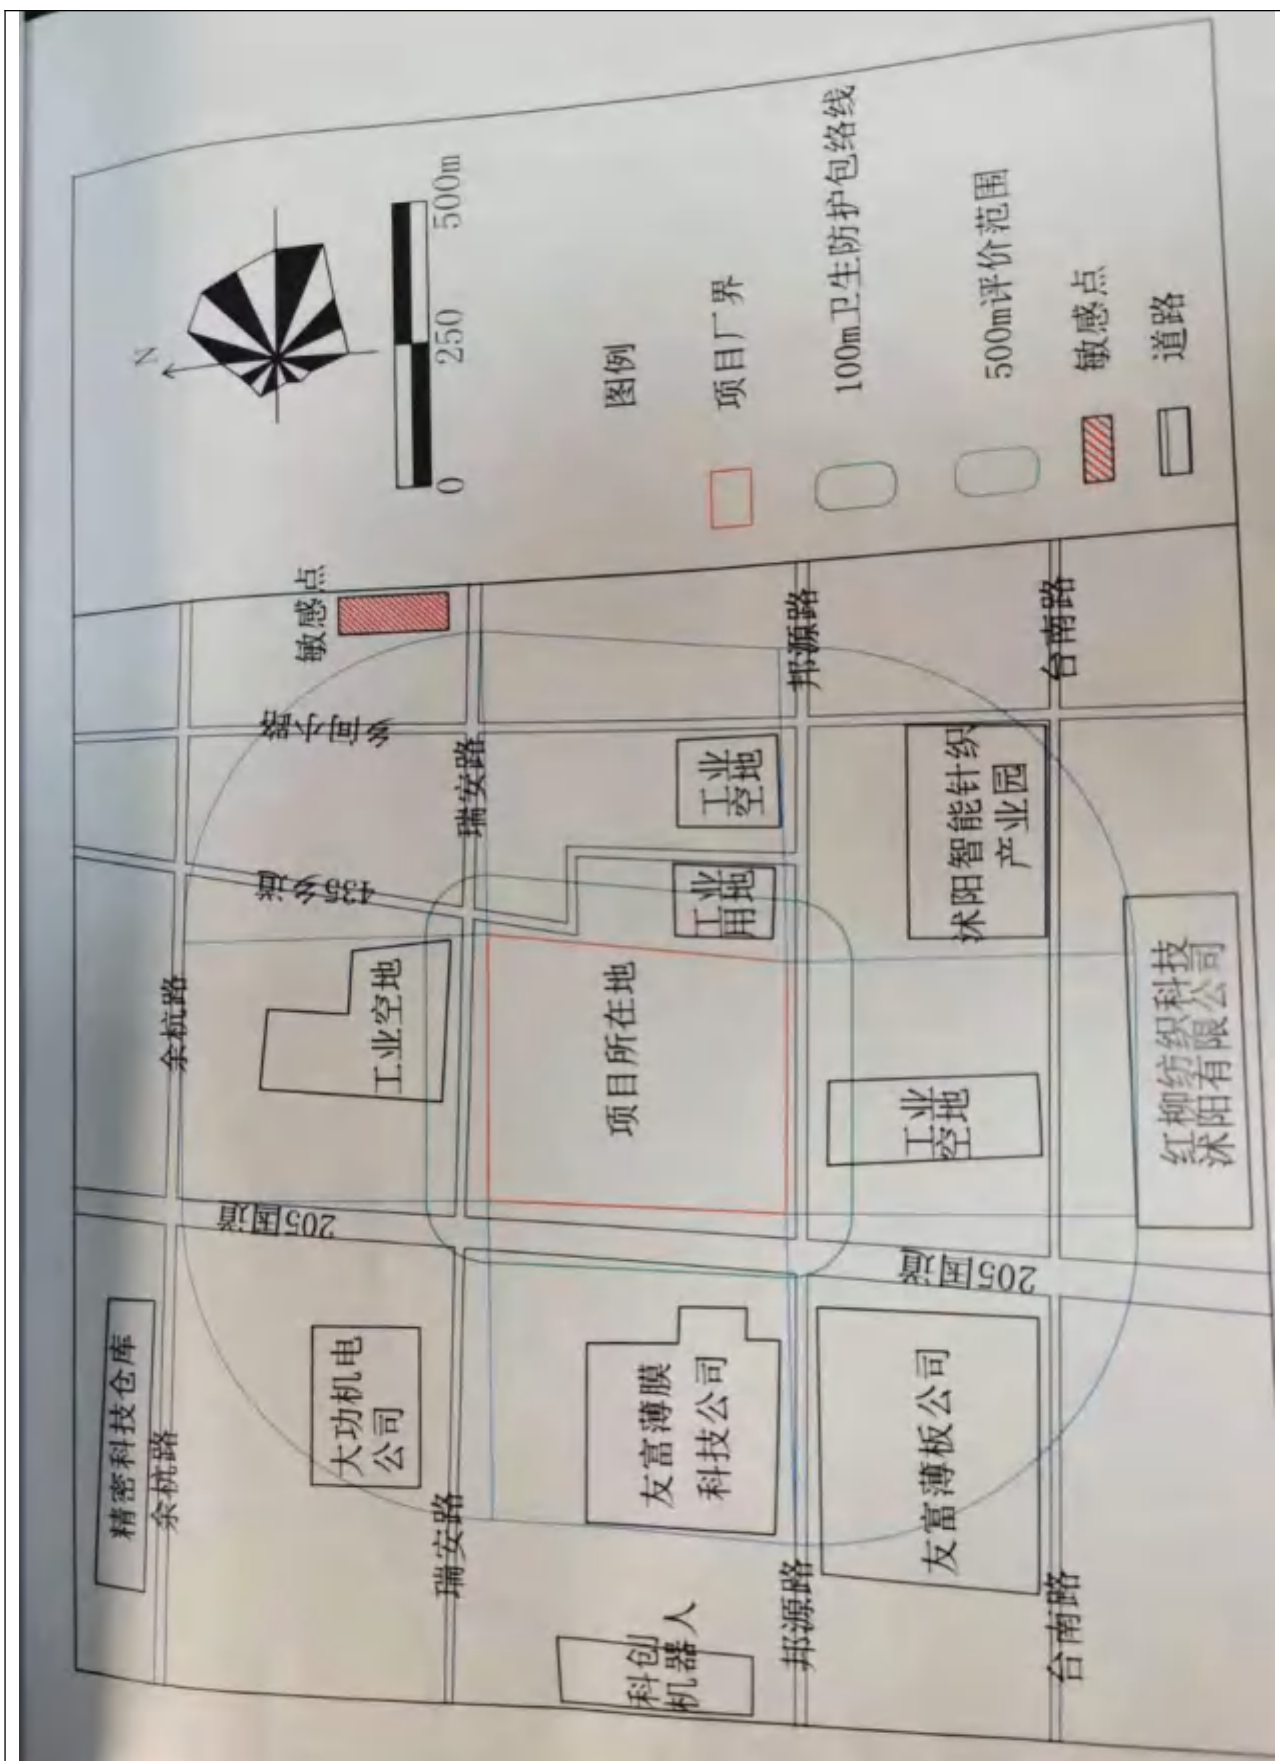 精密科技仓库
余杭路
余杭路
205国道
435乡道
乡间小路
敏感点
大功机电
公司
工业空地
瑞安路
瑞安路
科创
机器人
友富薄膜
科技公司
项目所在地
工业
用地
工业
空地
邦源路
邦源路
友富薄板公司
205国道
工业
空地
沭阳智能针织
产业园
台南路
台南路
红柳纺织科技
沭阳有限公司
N
0
250
500m
图例
项目厂界
100m卫生防护包络线
500m评价范围
敏感点
道路